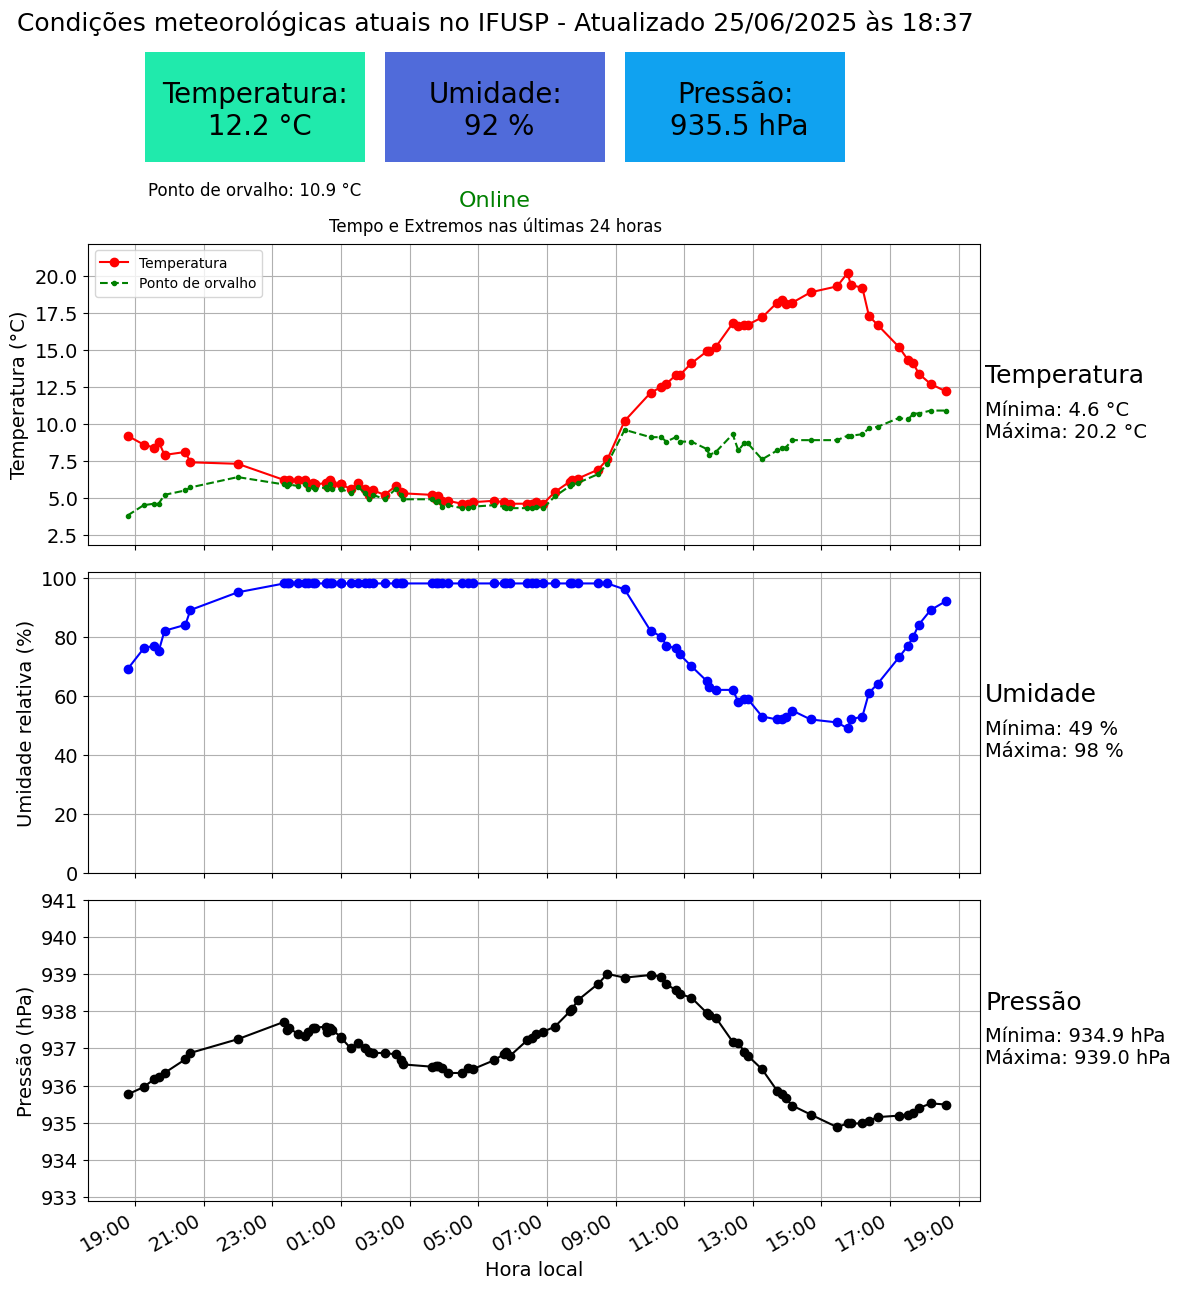 Condições meteorológicas atuais no IFUSP - Atualizado 25/06/2025 às 18:37
Temperatura:
12.2 °C
Umidade:
92 %
Pressão:
935.5 hPa
Ponto de orvalho: 10.9 °C
Online
Tempo e Extremos nas últimas 24 horas
Temperatura
Ponto de orvalho
Temperatura (°C)
20.0
17.5
15.0
12.5
10.0
7.5
5.0
2.5
Temperatura
Mínima: 4.6 °C
Máxima: 20.2 °C
Umidade relativa (%)
100
80
60
40
20
0
Umidade
Mínima: 49 %
Máxima: 98 %
Pressão (hPa)
941
940
939
938
937
936
935
934
933
Pressão
Mínima: 934.9 hPa
Máxima: 939.0 hPa
19:00
21:00
23:00
01:00
03:00
05:00
07:00
09:00
11:00
13:00
15:00
17:00
19:00
Hora local